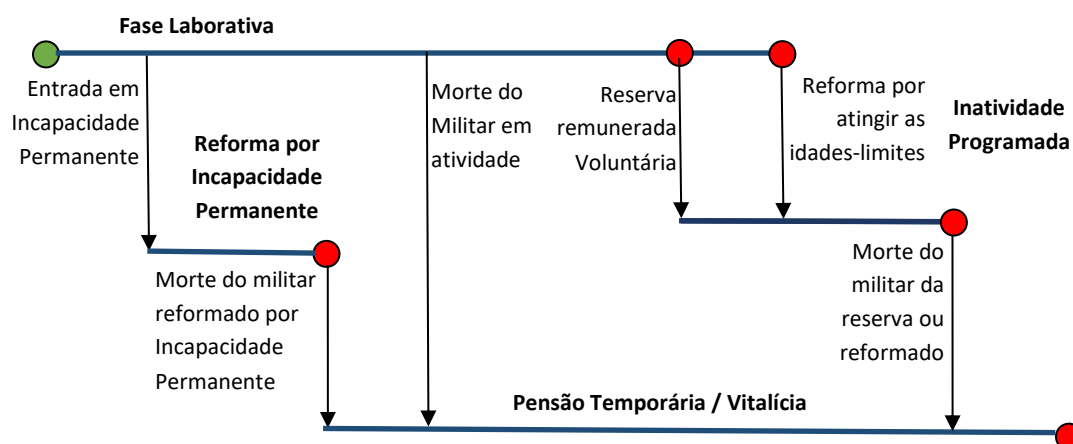 Fase Laborativa
Entrada em
Incapacidade
Permanente
Reforma por
Incapacidade
Permanente
Morte do
Militar em
atividade
Reserva
remunerada
Voluntária
Reforma por
atingir as
idades-limites
Inatividade
Programada
Morte do militar
reformado por
Incapacidade
Permanente
Morte do
militar da
reserva ou
reformado
Pensão Temporária / Vitalícia